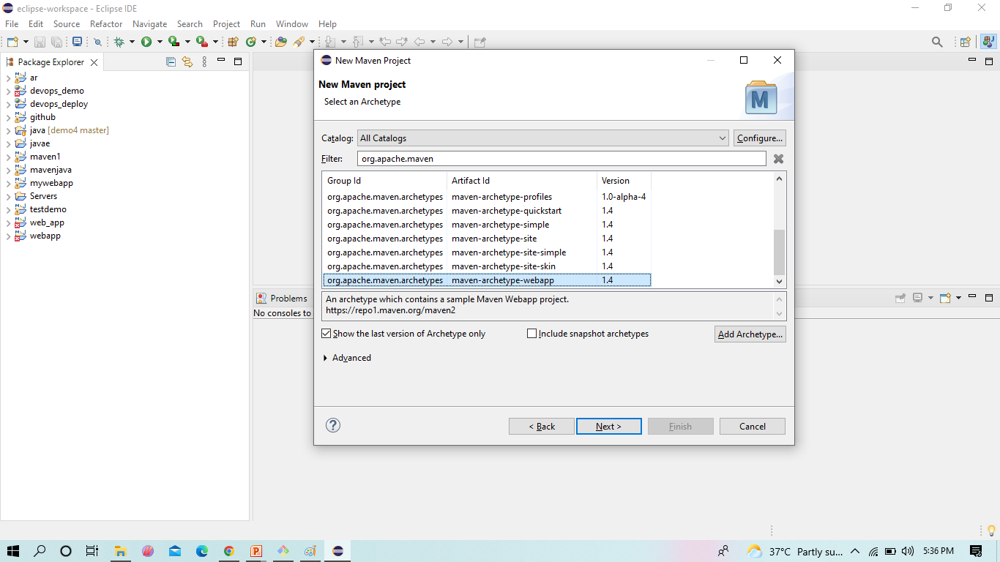 eclipse-workspace - Eclipse IDE
File Edit Source Refactor Navigate Search Project Run Window Help
Package Explorer
ar
devops_demo
devops_deploy
github
java [demo4 master]
javae
maven1
mavenjava
mywebapp
Servers
testdemo
web_app
webapp
New Maven Project
New Maven project
Select an Archetype
M
Catalog: All Catalogs Configure...
Filter: org.apache.maven
Group Id Artifact Id Version
org.apache.maven.archetypes maven-archetype-profiles 1.0-alpha-4
org.apache.maven.archetypes maven-archetype-quickstart 1.4
org.apache.maven.archetypes maven-archetype-simple 1.4
org.apache.maven.archetypes maven-archetype-site 1.4
org.apache.maven.archetypes maven-archetype-site-simple 1.4
org.apache.maven.archetypes maven-archetype-site-skin 1.4
org.apache.maven.archetypes maven-archetype-webapp 1.4
An archetype which contains a sample Maven Webapp project.
https://repo1.maven.org/maven2
Show the last version of Archetype only Include snapshot archetypes Add Archetype...
Advanced
< Back Next > Finish Cancel
Problems
No consoles to
37°C Partly su... 5:36 PM